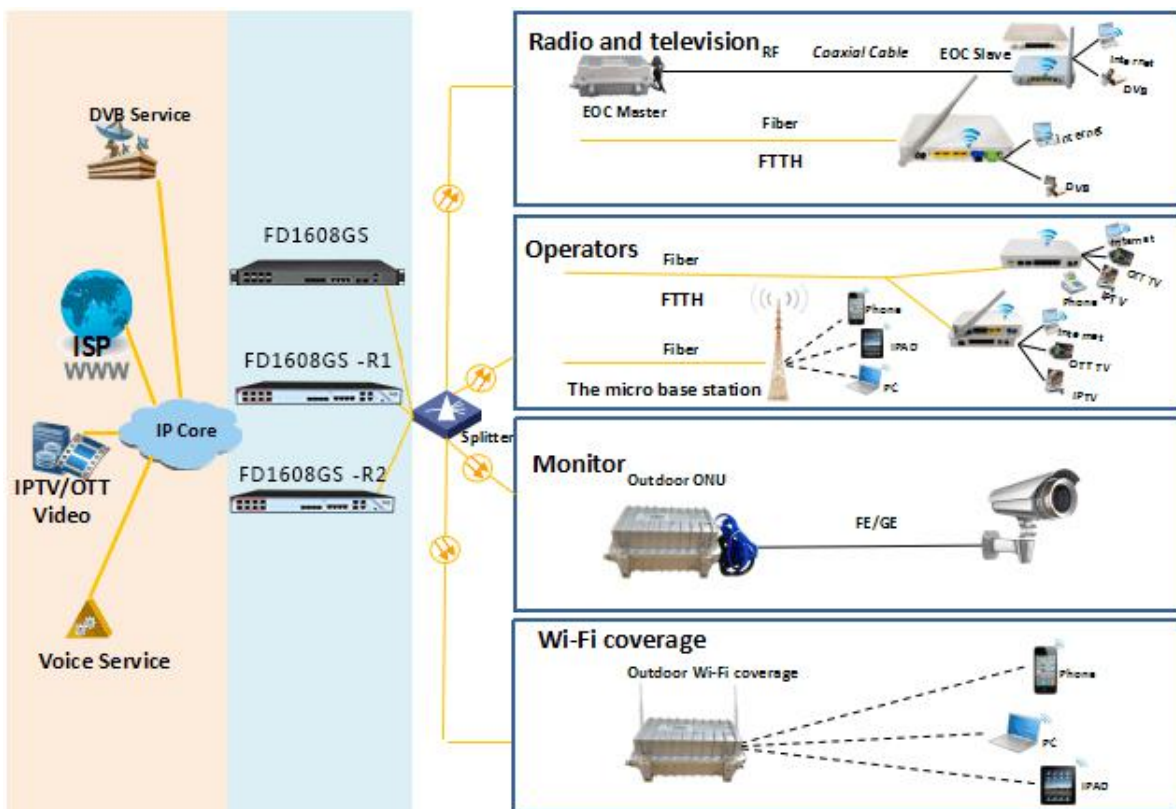 DVB Service
ISP
WWW
IP Core
IPTV/OTT
Video
Voice Service
FD1608GS
FD1608GS -R1
FD1608GS -R2
Splitter
Radio and television
RF
Coaxial Cable
EOC Slave
EOC Master
Internet
DVB
Fiber
FTTH
Internet
DVB
Operators
Fiber
FTTH
Internet
OTT TV
IPTV
Phone
Fiber
The micro base station
Phone
IPAD
PC
Internet
OTT TV
IPTV
Monitor
Outdoor ONU
FE/GE
Wi-Fi coverage
Outdoor Wi-Fi coverage
Phone
PC
IPAD